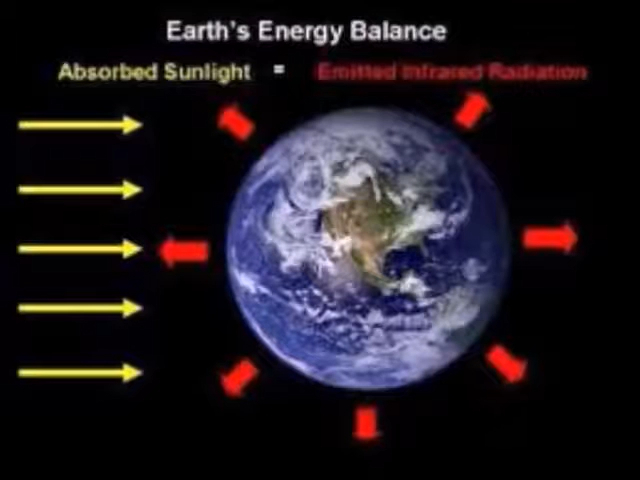 Earth's Energy Balance
Absorbed Sunlight = Emitted Infrared Radiation